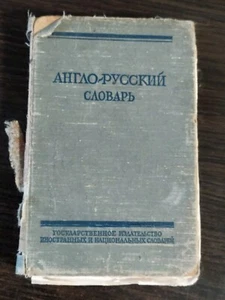 АНГЛО-РУССКИЙ
СЛОВАРЬ
ГОСУДАРСТВЕННОЕ ИЗДАТЕЛЬСТВО
ИНОСТРАННЫХ И НАЦИОНАЛЬНЫХ СЛОВАРЕЙ